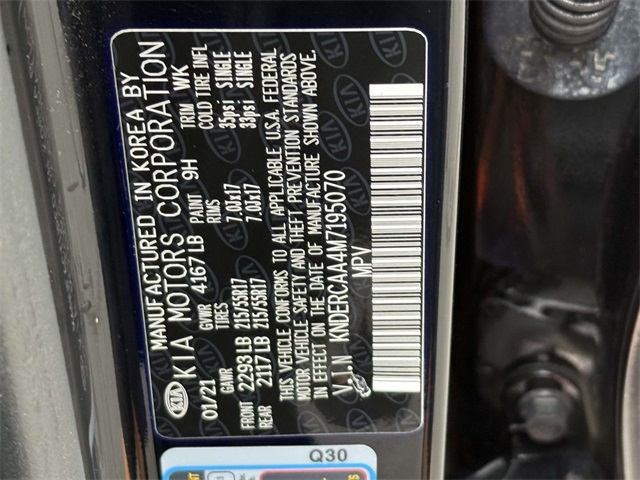 MANUFACTURED IN KOREA BY
KIA KIA MOTORS CORPORATION
01/21 GVWR 4167 LB PAINT 9H TRIM WK
GAWR TIRES RIMS COLD TIRE INFL
FRONT 2293 LB 215/55R17 7.0Jx17 35psi SINGLE
REAR 2117 LB 215/55R17 7.0Jx17 33psi SINGLE
THIS VEHICLE CONFORMS TO ALL APPLICABLE U.S.A. FEDERAL
MOTOR VEHICLE SAFETY AND THEFT PREVENTION STANDARDS
IN EFFECT ON THE DATE OF MANUFACTURE SHOWN ABOVE.
V.I.N KNDERCAA4M7195070
MPV
Q30